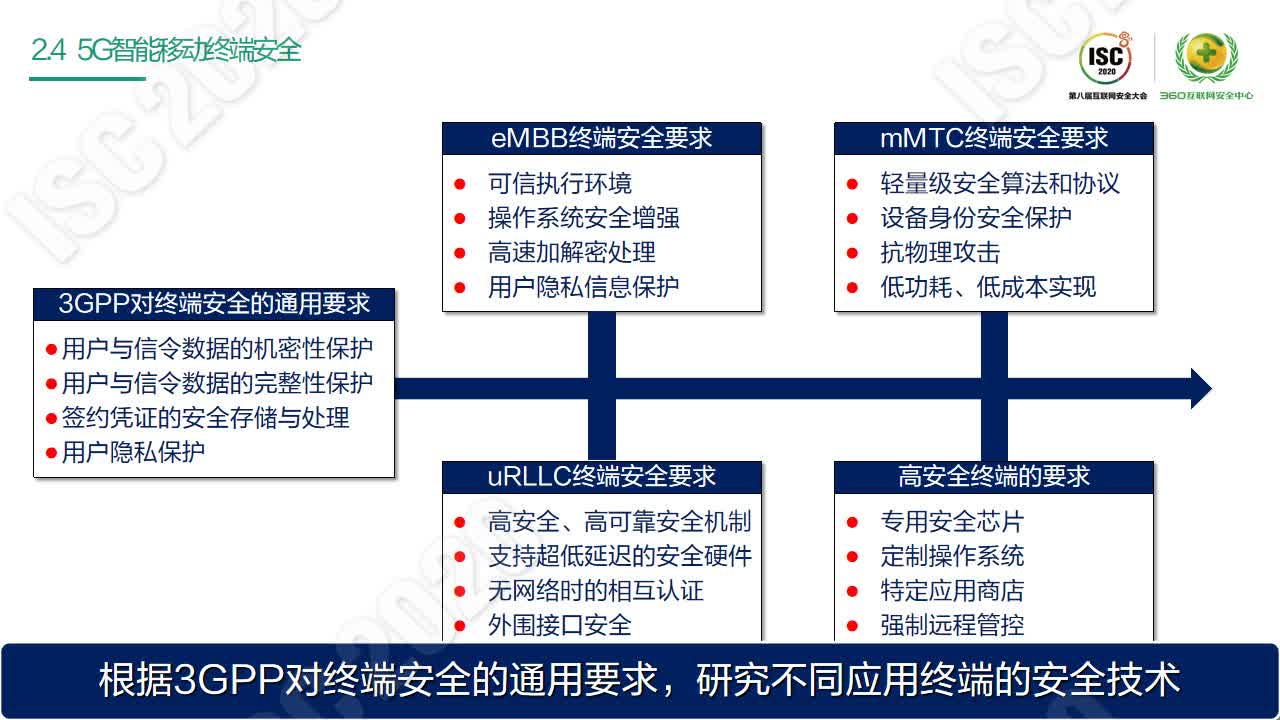 2.4 5G智能移动终端安全
ISC
2020
第八届互联网安全大会
360互联网安全中心
eMBB终端安全要求
可信执行环境
操作系统安全增强
高速加解密处理
用户隐私信息保护
mMTC终端安全要求
轻量级安全算法和协议
设备身份安全保护
抗物理攻击
低功耗、低成本实现
3GPP对终端安全的通用要求
用户与信令数据的机密性保护
用户与信令数据的完整性保护
签约凭证的安全存储与处理
用户隐私保护
uRLLC终端安全要求
高安全、高可靠安全机制
支持超低延迟的安全硬件
无网络时的相互认证
外围接口安全
高安全终端的要求
专用安全芯片
定制操作系统
特定应用商店
强制远程管控
根据3GPP对终端安全的通用要求，研究不同应用终端的安全技术
ISC 2020
ISC 2020
ISC 2020